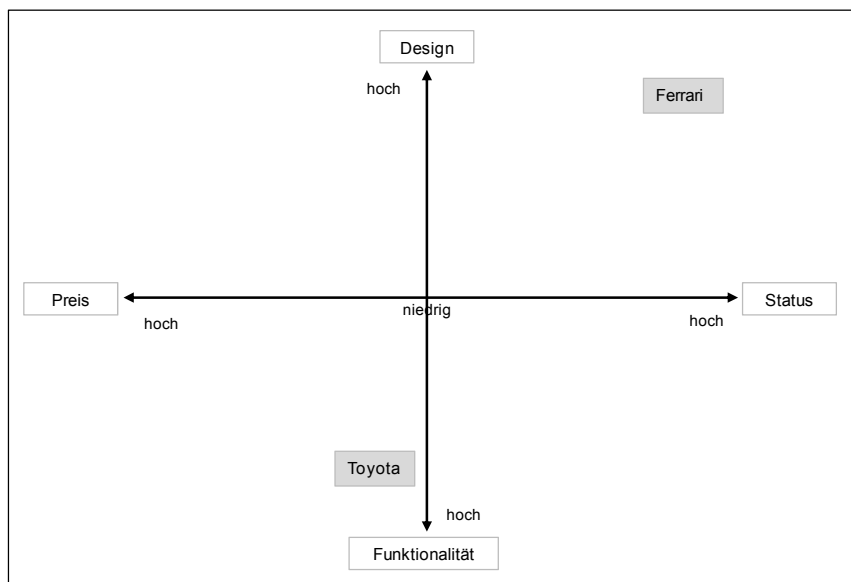 Design
hoch
Ferrari
Preis
niedrig
Status
hoch
hoch
Toyota
hoch
Funktionalität